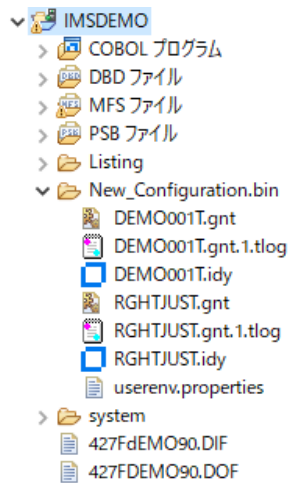 IMSDEMO
COBOL プログラム
DBD ファイル
MFS ファイル
PSB ファイル
Listing
New_Configuration.bin
DEMO001T.gnt
DEMO001T.gnt.1.tlog
DEMO001T.idy
RGHTJUST.gnt
RGHTJUST.gnt.1.tlog
RGHTJUST.idy
userenv.properties
system
427FdEMO90.DIF
427FDEMO90.DOF